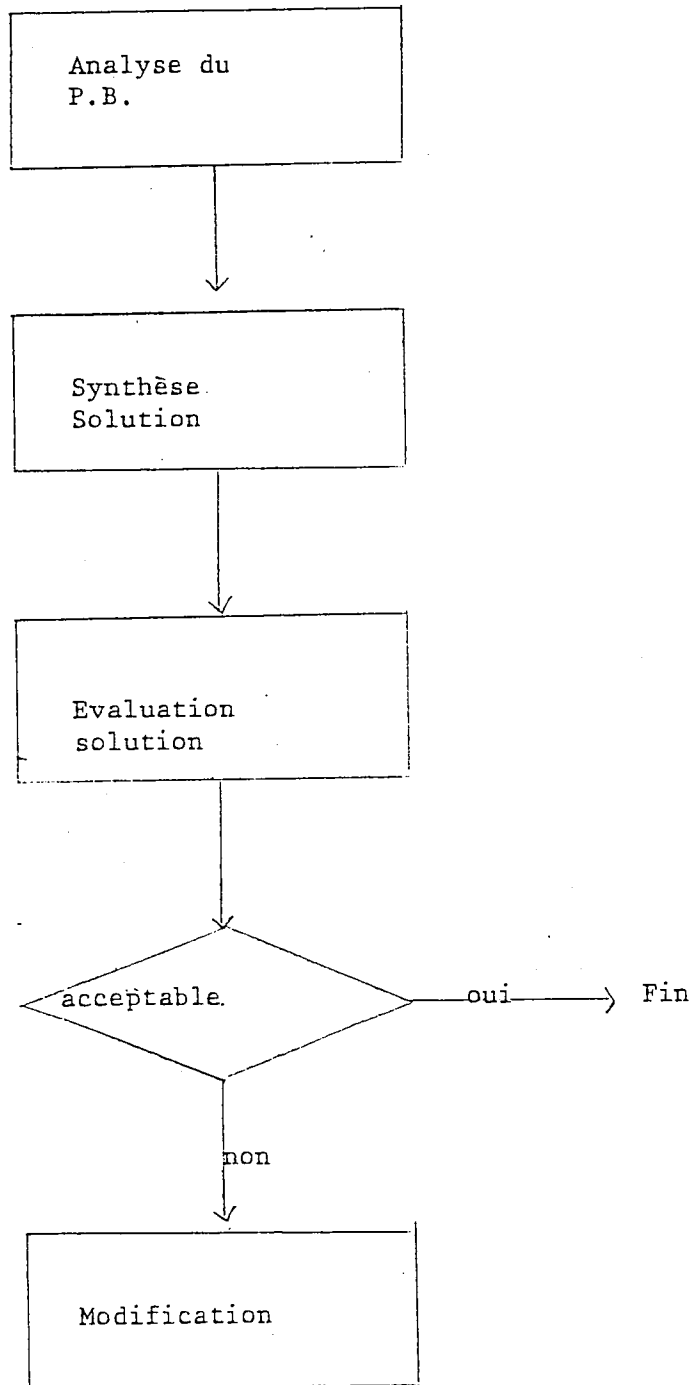 Analyse du
P.B.
Synthèse
Solution
Evaluation
solution
acceptable.
oui
Fin
non
Modification